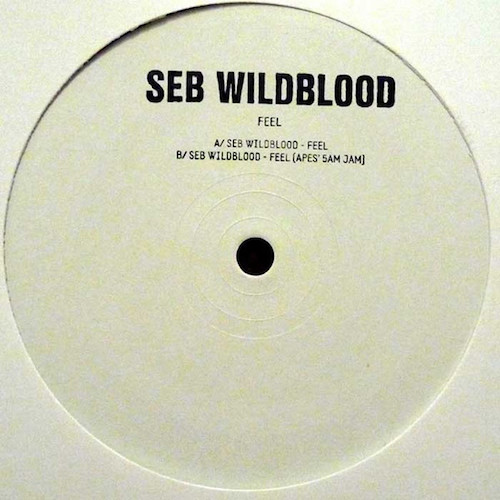 SEB WILDBLOOD
FEEL
A/ SEB WILDBLOOD - FEEL
B/ SEB WILDBLOOD - FEEL (APES' 5AM JAM)